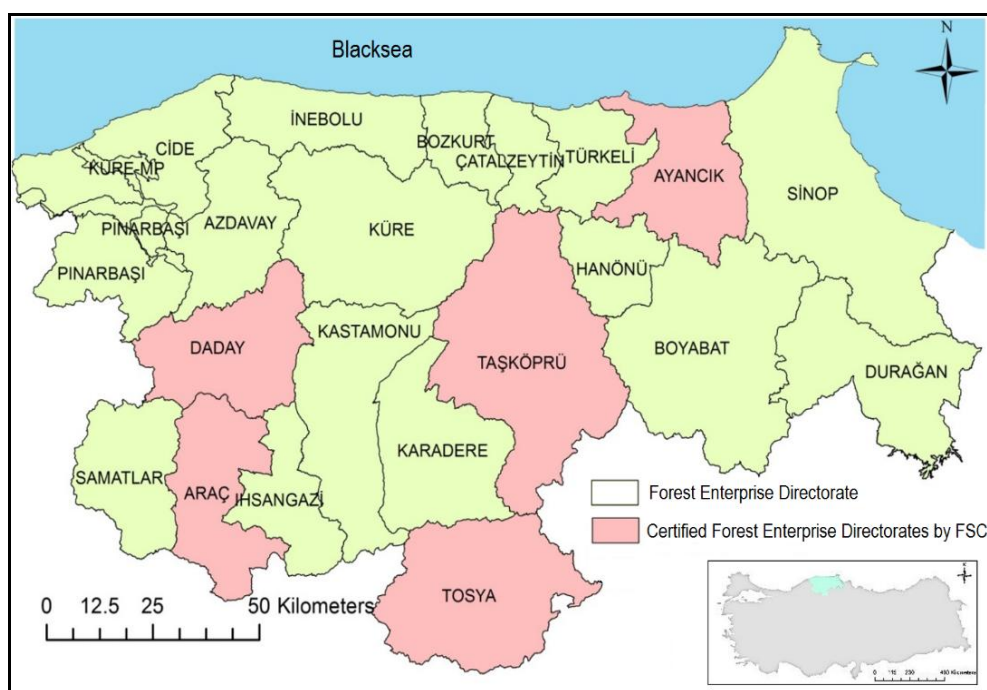 Blacksea
N
İNEBOLU
BOZKURT
CİDE
ÇATALZEYTİN
TÜRKELİ
KÜRE-MP
AYANCIK
SİNOP
AZDAVAY
PINARBAŞI
KÜRE
PINARBAŞI
HANÖNÜ
KASTAMONU
DADAY
TAŞKÖPRÜ
BOYABAT
DURAĞAN
KARADERE
SAMATLAR
ARAÇ
IHSANGAZİ
Forest Enterprise Directorate
Certified Forest Enterprise Directorates by FSC
TOSYA
0 12.5 25 50 Kilometers